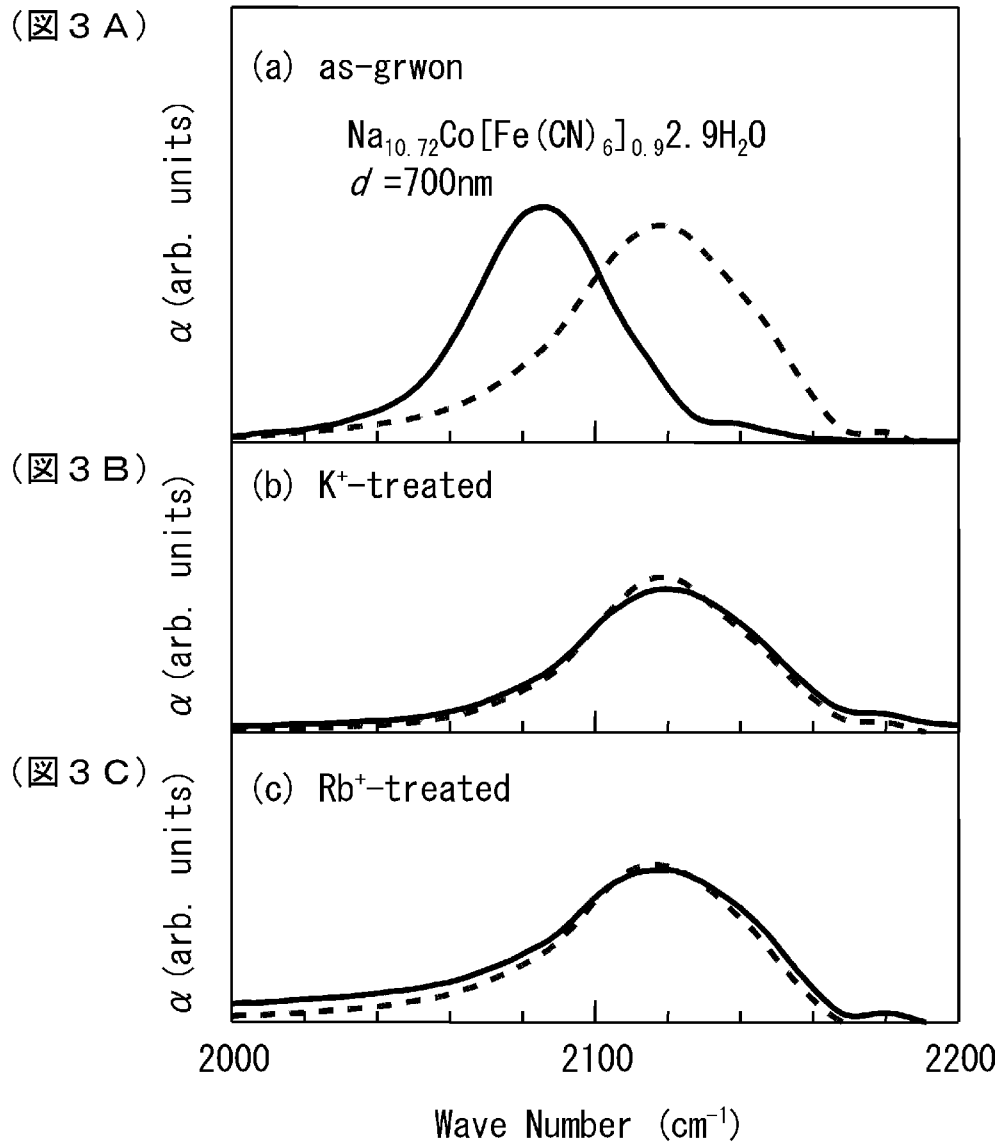 (図3A)
(a) as-grwon
Na10.72Co[Fe(CN)6]0.92.9H2O
d =700nm
α(arb. units)
(図3B)
(b) K+-treated
α(arb. units)
(図3C)
(c) Rb+-treated
α(arb. units)
2000 2100 2200
Wave Number (cm-1)